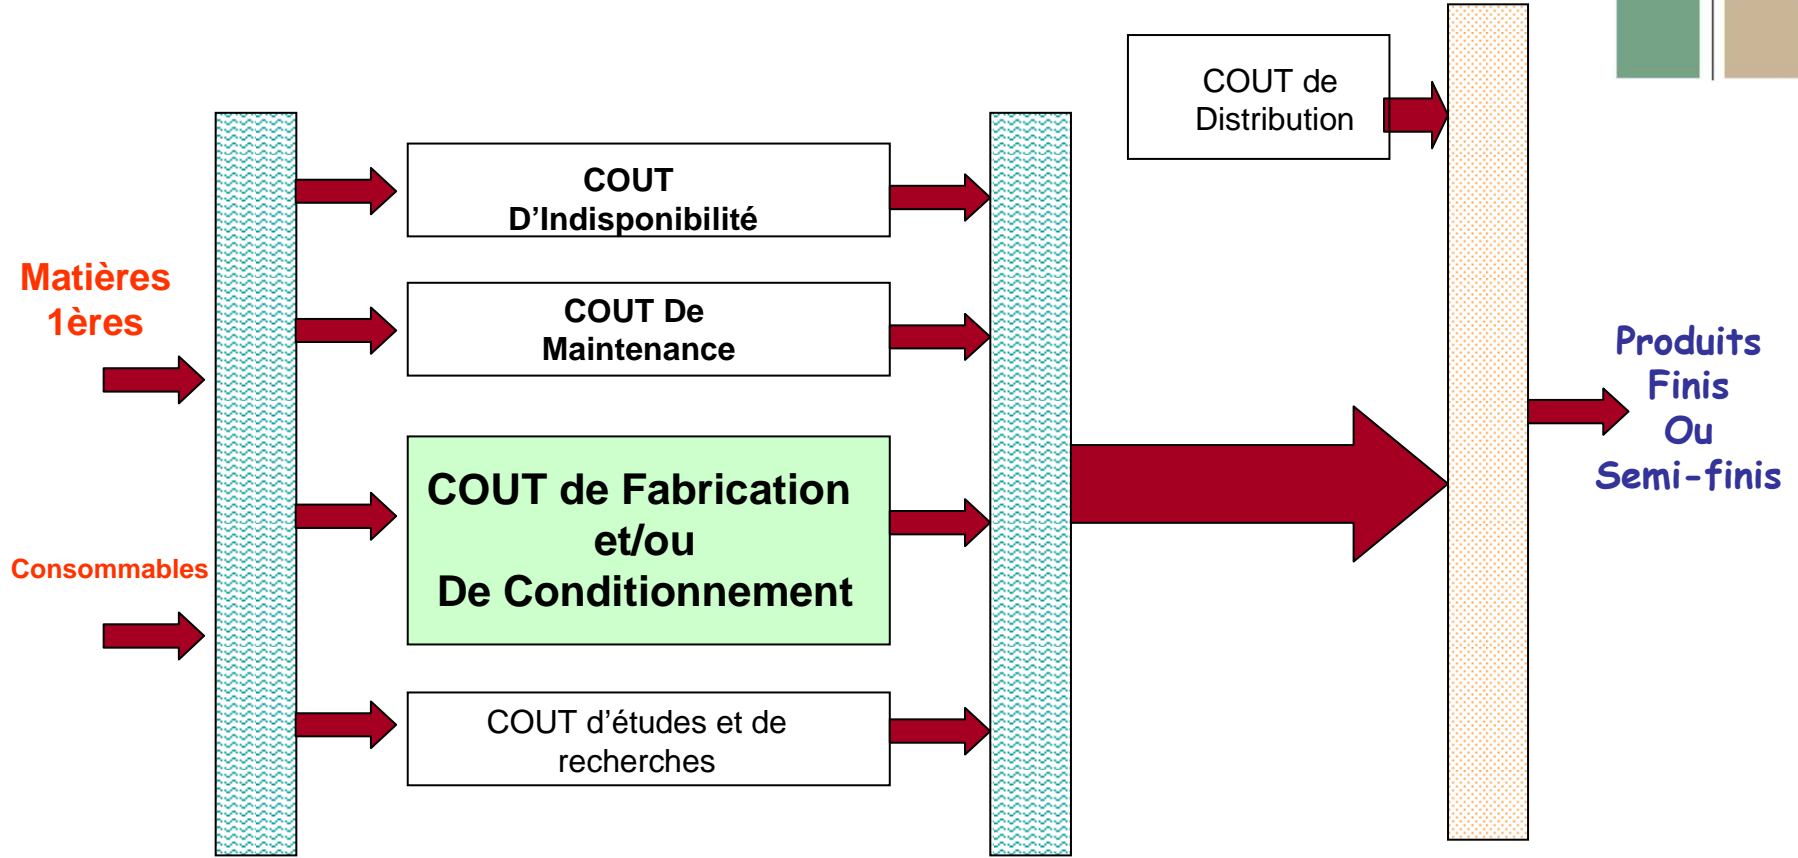 Matières
1ères
Consommables
COUT
D’Indisponibilité
COUT De
Maintenance
COUT de Fabrication
et/ou
De Conditionnement
COUT d’études et de
recherches
COUT de
Distribution
Produits
Finis
Ou
Semi-finis